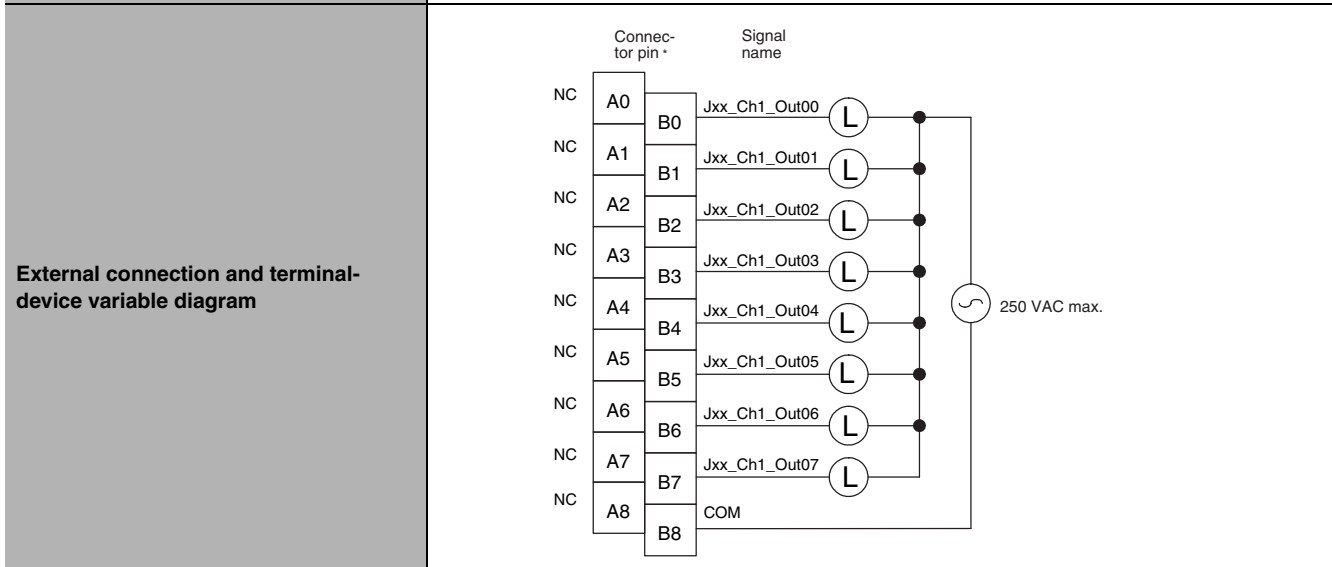 External connection and terminal-
device variable diagram
Connec-
tor pin *
Signal
name
NC
A0
B0
Jxx_Ch1_Out00
L
NC
A1
B1
Jxx_Ch1_Out01
L
NC
A2
B2
Jxx_Ch1_Out02
L
NC
A3
B3
Jxx_Ch1_Out03
L
250 VAC max.
NC
A4
B4
Jxx_Ch1_Out04
L
NC
A5
B5
Jxx_Ch1_Out05
L
NC
A6
B6
Jxx_Ch1_Out06
L
NC
A7
B7
Jxx_Ch1_Out07
L
NC
A8
B8
COM